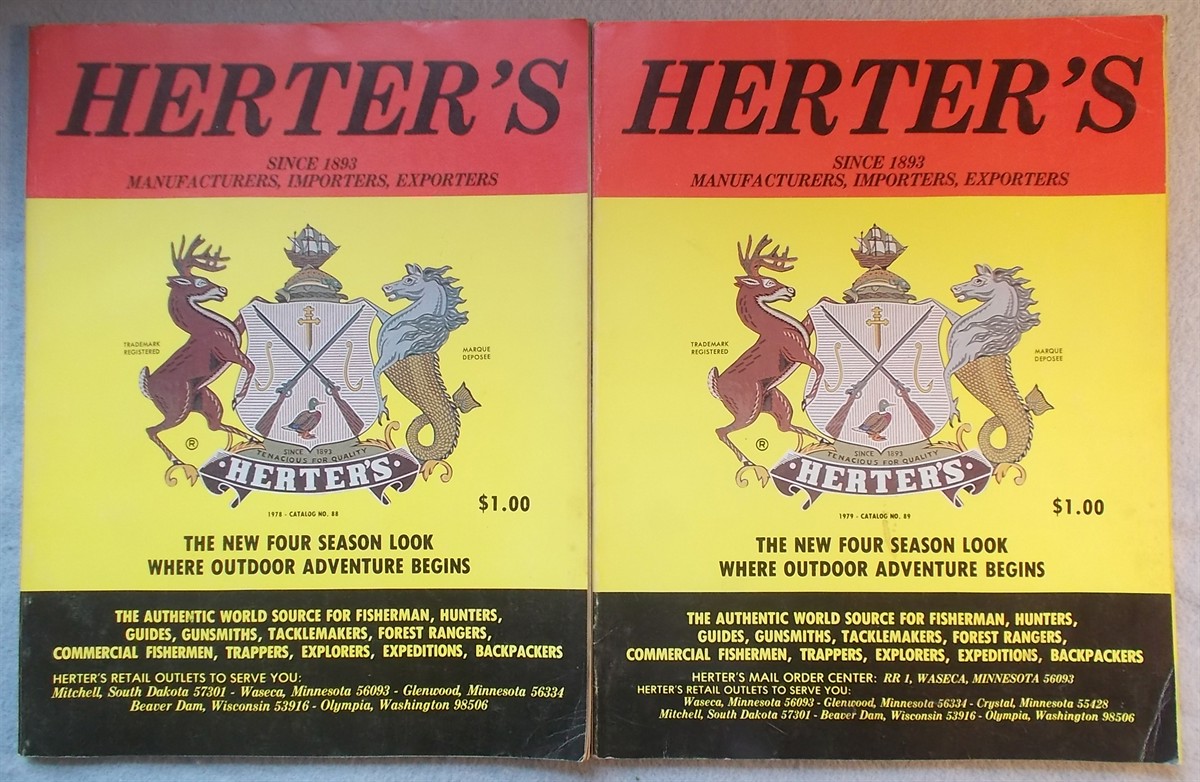 HERTER'S
SINCE 1893
MANUFACTURERS, IMPORTERS, EXPORTERS
TRADEMARK
REGISTERED
MARQUE
DEPOSEE
®
SINCE 1893
TENACIOUS FOR QUALITY
·HERTER'S·
$1.00
1978 - CATALOG NO. 88
THE NEW FOUR SEASON LOOK
WHERE OUTDOOR ADVENTURE BEGINS
THE AUTHENTIC WORLD SOURCE FOR FISHERMAN, HUNTERS,
GUIDES, GUNSMITHS, TACKLEMAKERS, FOREST RANGERS,
COMMERCIAL FISHERMEN, TRAPPERS, EXPLORERS, EXPEDITIONS, BACKPACKERS
HERTER'S RETAIL OUTLETS TO SERVE YOU:
Mitchell, South Dakota 57301 - Waseca, Minnesota 56093 - Glenwood, Minnesota 56334
Beaver Dam, Wisconsin 53916 - Olympia, Washington 98506
HERTER'S
SINCE 1893
MANUFACTURERS, IMPORTERS, EXPORTERS
TRADEMARK
REGISTERED
MARQUE
DEPOSEE
®
SINCE 1893
TENACIOUS FOR QUALITY
·HERTER'S·
$1.00
1979 - CATALOG NO. 89
THE NEW FOUR SEASON LOOK
WHERE OUTDOOR ADVENTURE BEGINS
THE AUTHENTIC WORLD SOURCE FOR FISHERMAN, HUNTERS,
GUIDES, GUNSMITHS, TACKLEMAKERS, FOREST RANGERS,
COMMERCIAL FISHERMEN, TRAPPERS, EXPLORERS, EXPEDITIONS, BACKPACKERS
HERTER'S MAIL ORDER CENTER: RR 1, WASECA, MINNESOTA 56093
HERTER'S RETAIL OUTLETS TO SERVE YOU:
Waseca, Minnesota 56093 - Glenwood, Minnesota 56334 - Crystal, Minnesota 55428
Mitchell, South Dakota 57301 - Beaver Dam, Wisconsin 53916 - Olympia, Washington 98506